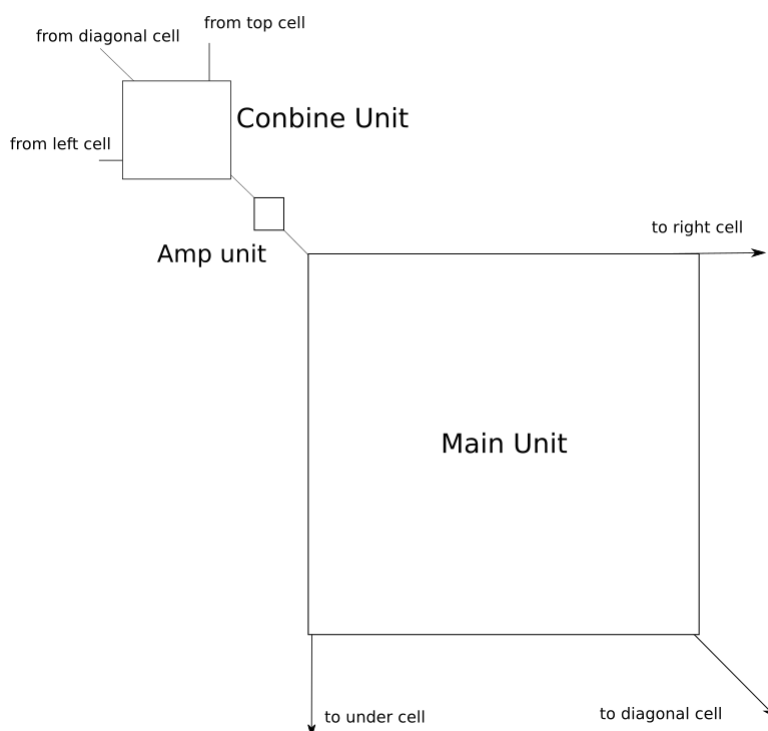 from top cell
from diagonal cell
Conbine Unit
from left cell
to right cell
Amp unit
Main Unit
to under cell
to diagonal cell